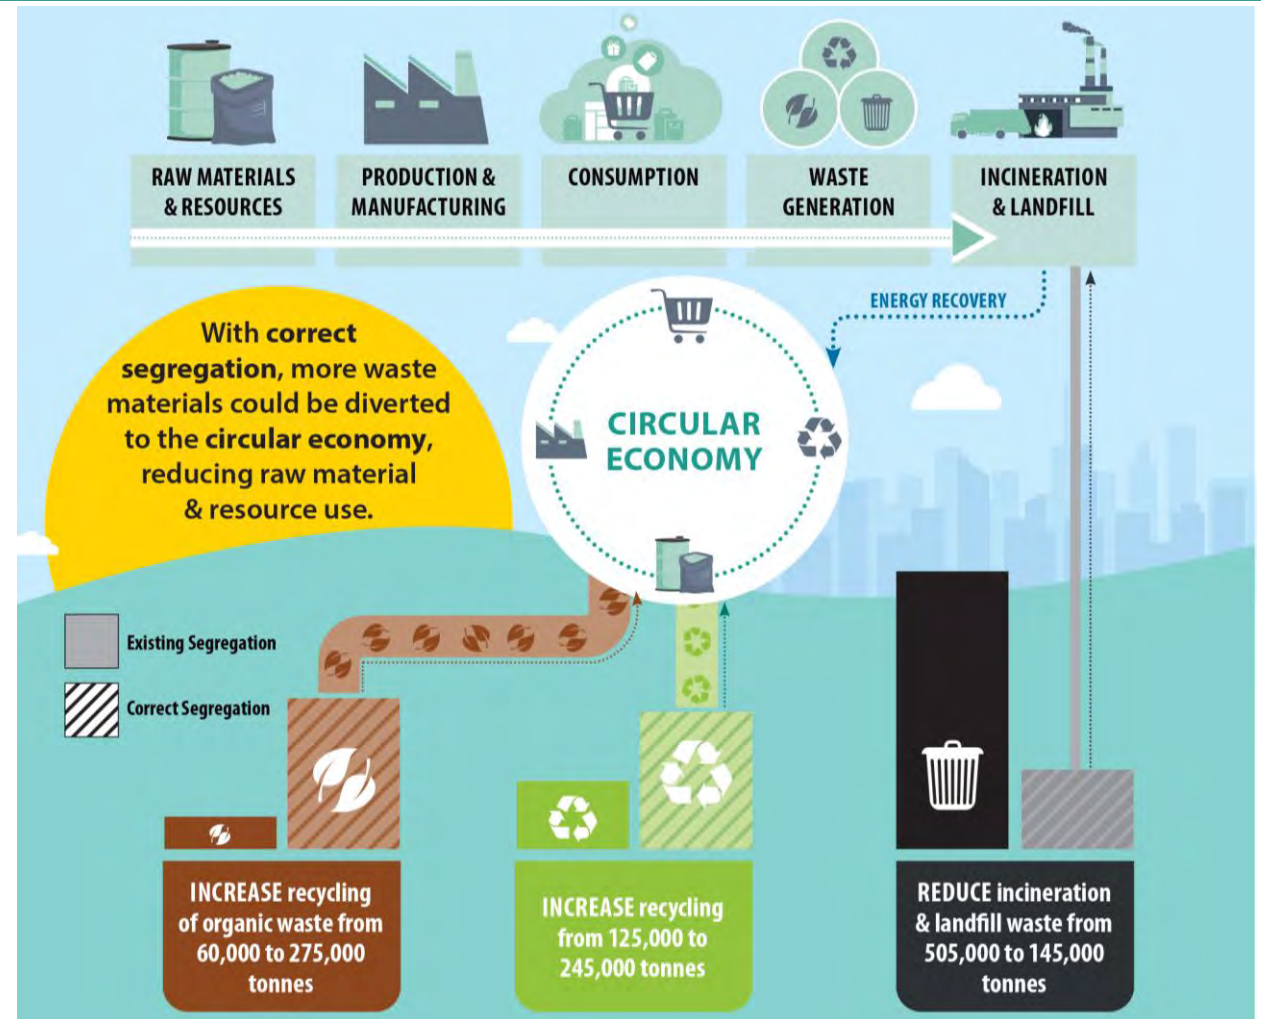 RAW MATERIALS
& RESOURCES
PRODUCTION &
MANUFACTURING
CONSUMPTION
WASTE
GENERATION
INCINERATION
& LANDFILL
ENERGY RECOVERY
With correct
segregation, more waste
materials could be diverted
to the circular economy,
reducing raw material
& resource use.
CIRCULAR
ECONOMY
Existing Segregation
Correct Segregation
INCREASE recycling
of organic waste from
60,000 to 275,000
tonnes
INCREASE recycling
from 125,000 to
245,000 tonnes
REDUCE incineration
& landfill waste from
505,000 to 145,000
tonnes